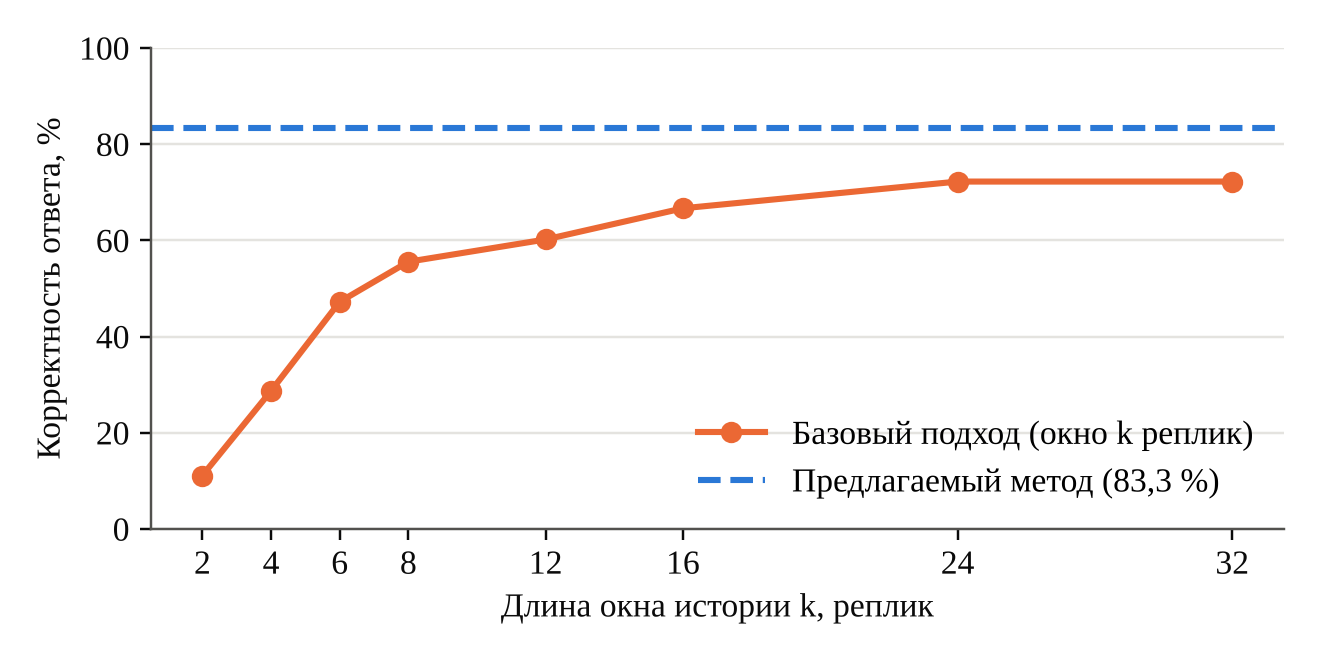 100
80
60
40
20
0
Корректность ответа, %
Базовый подход (окно k реплик)
Предлагаемый метод (83,3 %)
2 4 6 8 12 16 24 32
Длина окна истории k, реплик